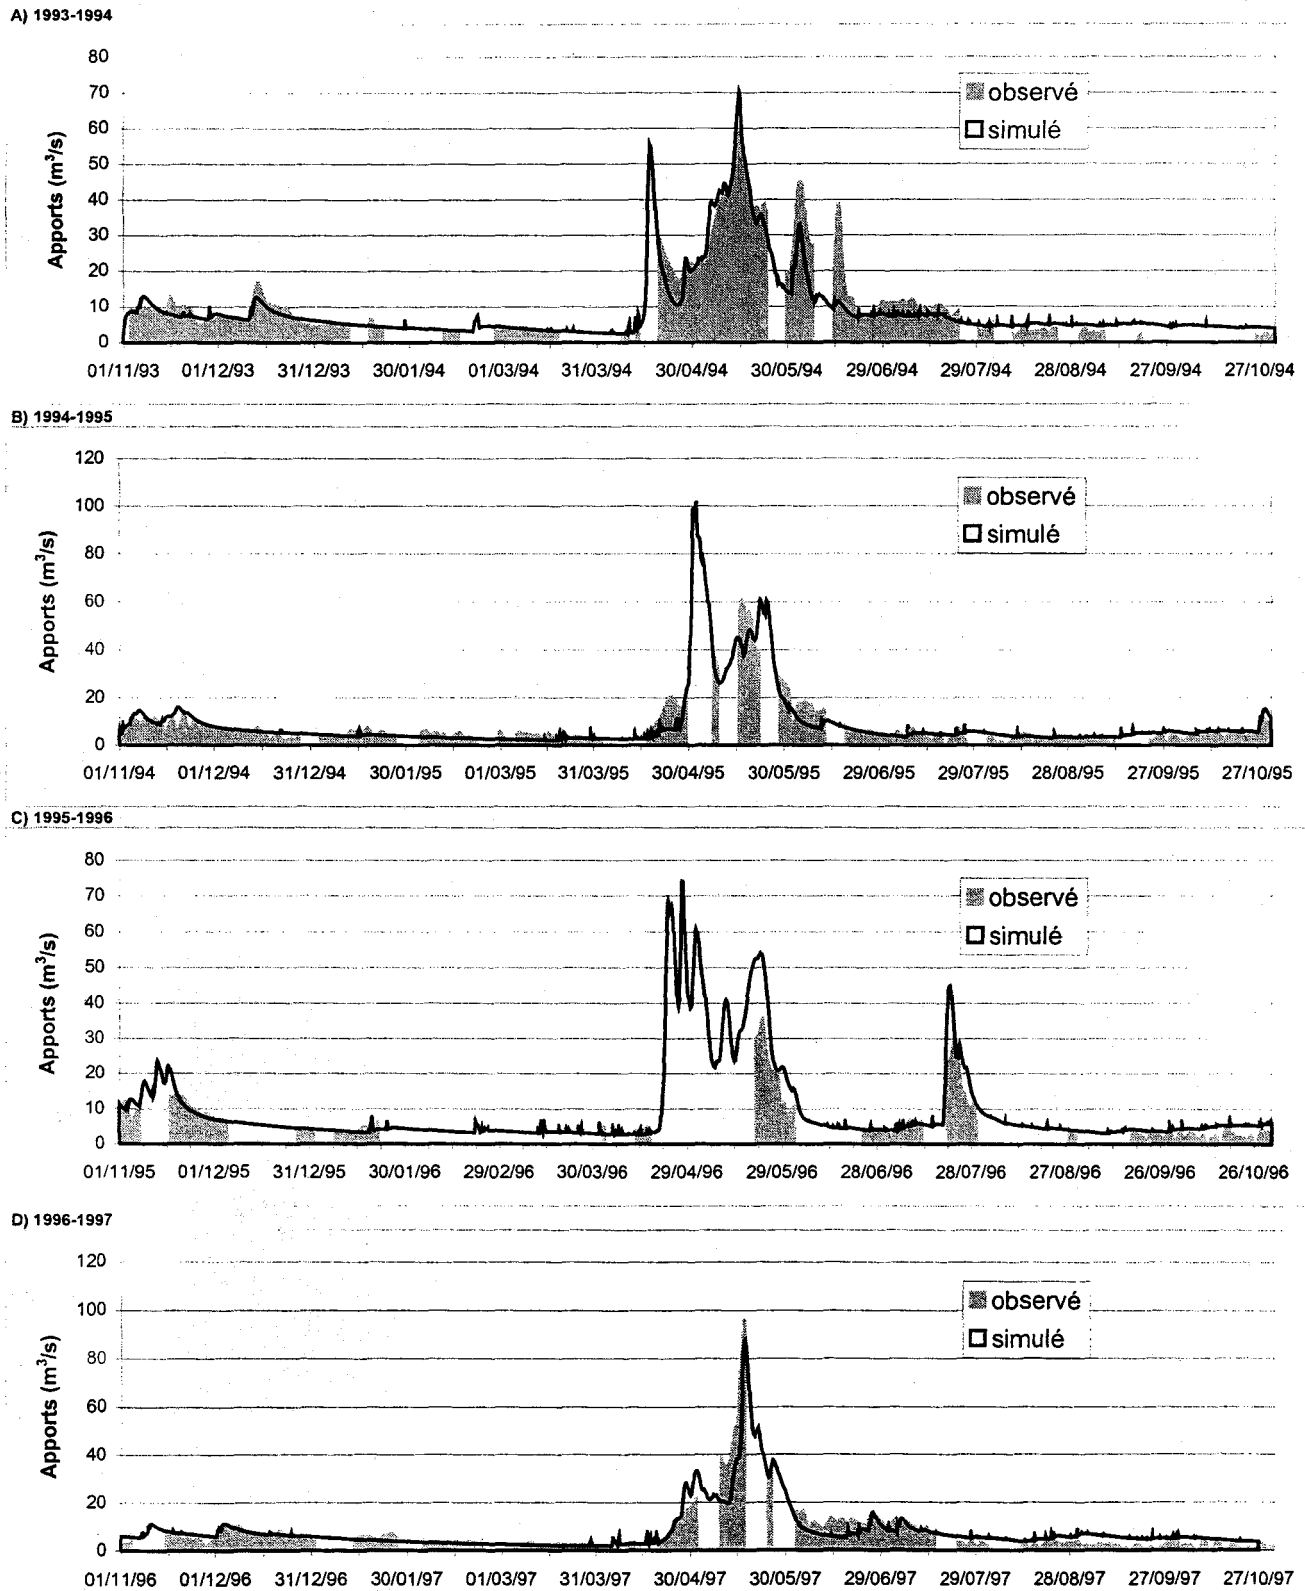 A) 1993-1994
80
70
60
50
40
30
20
10
0
Apports (m³/s)
observé
simulé
01/11/93 01/12/93 31/12/93 30/01/94 01/03/94 31/03/94 30/04/94 30/05/94 29/06/94 29/07/94 28/08/94 27/09/94 27/10/94
B) 1994-1995
120
100
80
60
40
20
0
Apports (m³/s)
observé
simulé
01/11/94 01/12/94 31/12/94 30/01/95 01/03/95 31/03/95 30/04/95 30/05/95 29/06/95 29/07/95 28/08/95 27/09/95 27/10/95
C) 1995-1996
80
70
60
50
40
30
20
10
0
Apports (m³/s)
observé
simulé
01/11/95 01/12/95 31/12/95 30/01/96 29/02/96 30/03/96 29/04/96 29/05/96 28/06/96 28/07/96 27/08/96 26/09/96 26/10/96
D) 1996-1997
120
100
80
60
40
20
0
Apports (m³/s)
observé
simulé
01/11/96 01/12/96 31/12/96 30/01/97 01/03/97 31/03/97 30/04/97 30/05/97 29/06/97 29/07/97 28/08/97 27/09/97 27/10/97